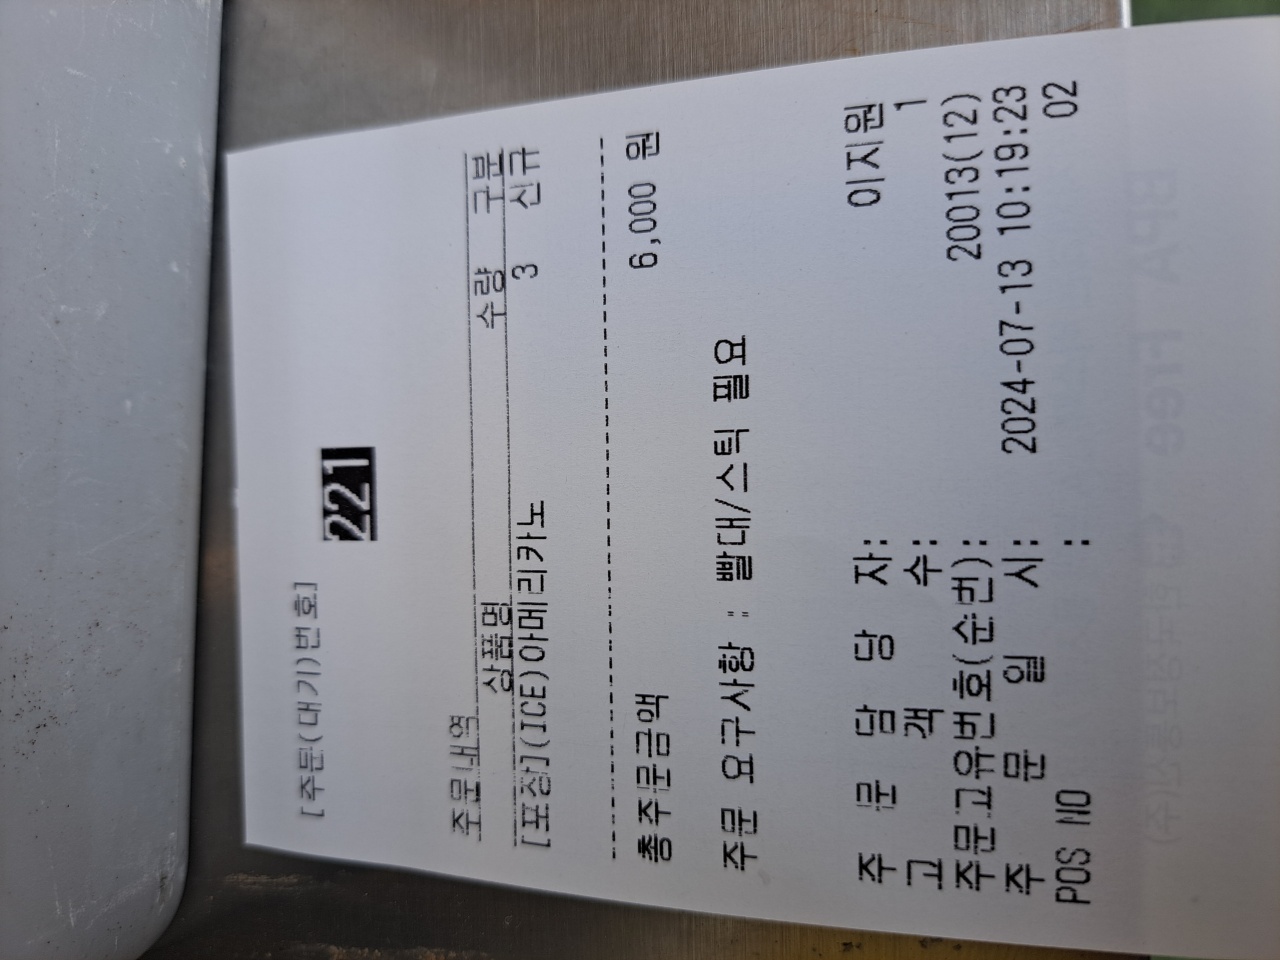 [주문(대기)번호]
221
주문내역
상품명 수량 구분
[포장](ICE)아메리카노 3 신규
총주문금액 6,000 원
주문 요구사항 : 빨대/스틱 필요
주 문 담 당 자: 이지원
고 객 수: 1
주문고유번호(순번): 20013(12)
주 문 일 시: 2024-07-13 10:19:23
POS NO : 02